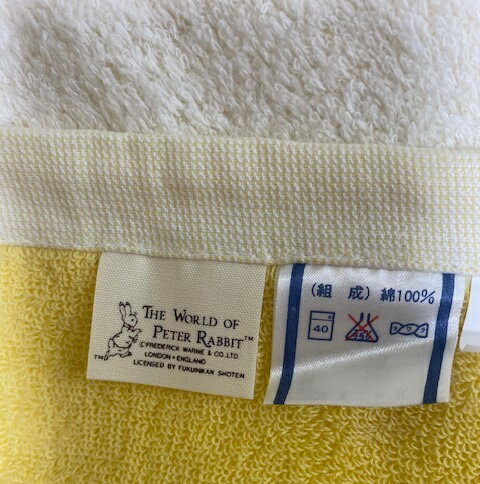 THE WORLD OF
PETER RABBIT™
© FREDERICK WARNE & CO.LTD.
LONDON·ENGLAND
LICENSED BY FUKUINKAN SHOTEN
TM
(組 成) 綿100%
40